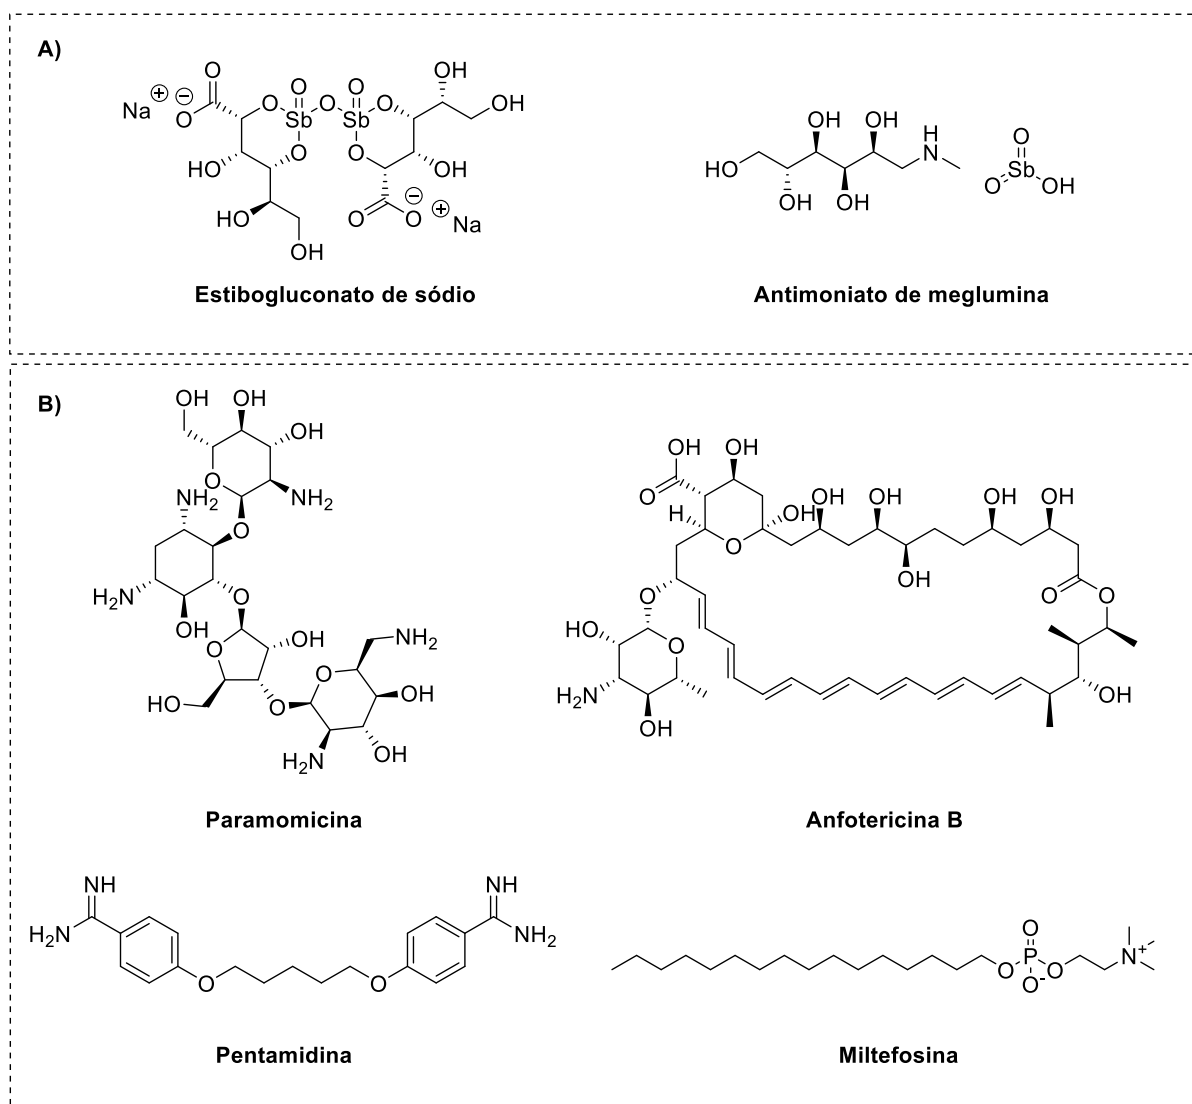 A)
O OH
Na ⊕ ⊖ O O O O O OH
O Sb Sb
HO O O OH
HO O ⊖ ⊕
O O Na
OH
OH OH H
HO N O
OH OH O Sb OH
Estibogluconato de sódio Antimoniato de meglumina
B)
OH OH
OH
O
NH2 NH2
O
H2N O
OH
O OH NH2
HO O O OH
H2N OH
OH OH
O
H OH OH OH OH OH
O
OH
O O O
HO O
H2N OH
OH
Paramomicina Anfotericina B
NH NH
H2N NH2
O O
O
O P O N+
O-
Pentamidina Miltefosina